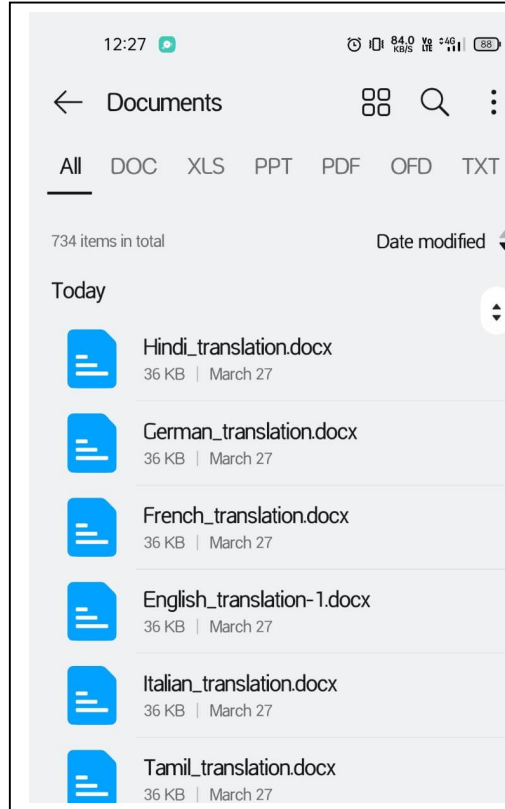 12:27 84.0 KB/S Vo LTE 4G 88
Documents
All DOC XLS PPT PDF OFD TXT
734 items in total Date modified
Today
Hindi_translation.docx
36 KB | March 27
German_translation.docx
36 KB | March 27
French_translation.docx
36 KB | March 27
English_translation-1.docx
36 KB | March 27
Italian_translation.docx
36 KB | March 27
Tamil_translation.docx
36 KB | March 27